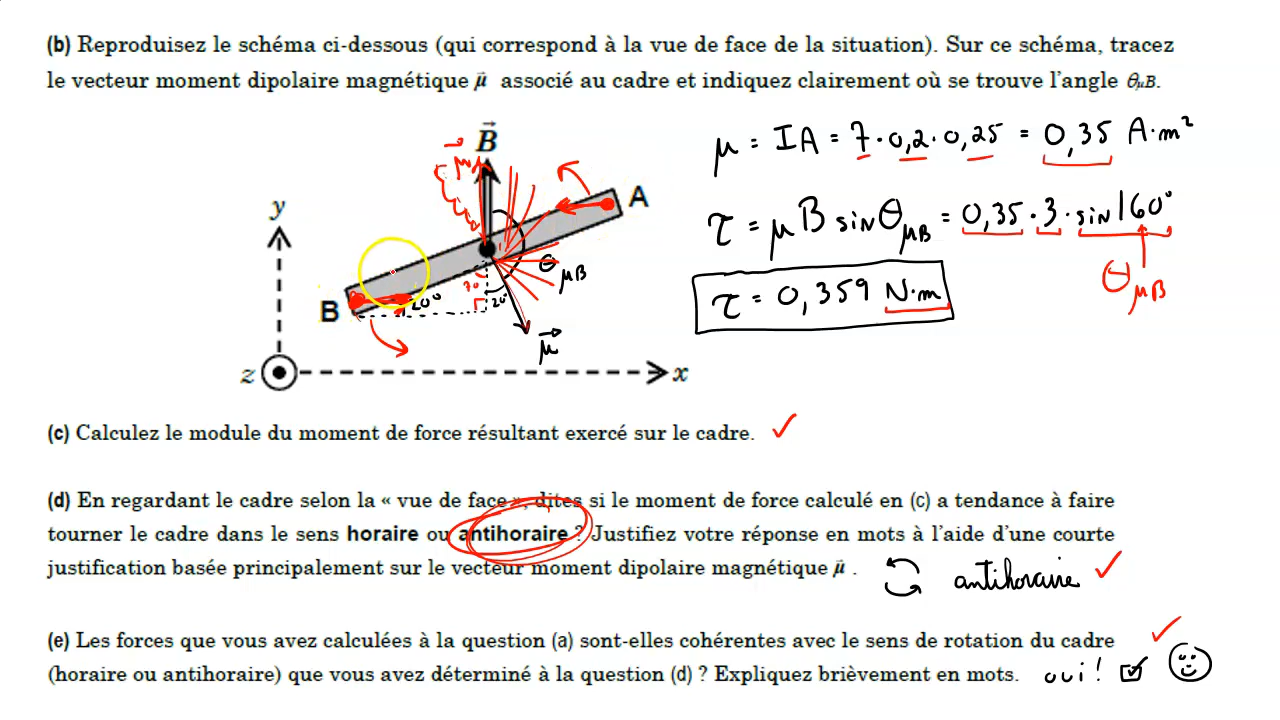 (b) Reproduisez le schéma ci-dessous (qui correspond à la vue de face de la situation). Sur ce schéma, tracez
le vecteur moment dipolaire magnétique μ⃗ associé au cadre et indiquez clairement où se trouve l'angle θμB.
μ = IA = 7 · 0,2 · 0,25 = 0,35 A·m²
B⃗
μ⃗
y
A
τ = μ B sin θμB = 0,35 · 3 · sin 160°
θμB
θμB
τ = 0,359 N·m
B
20°
70°
20°
μ⃗
z
x
(c) Calculez le module du moment de force résultant exercé sur le cadre.
(d) En regardant le cadre selon la « vue de face », dites si le moment de force calculé en (c) a tendance à faire
tourner le cadre dans le sens horaire ou antihoraire ? Justifiez votre réponse en mots à l'aide d'une courte
justification basée principalement sur le vecteur moment dipolaire magnétique μ⃗ .
antihoraire
(e) Les forces que vous avez calculées à la question (a) sont-elles cohérentes avec le sens de rotation du cadre
(horaire ou antihoraire) que vous avez déterminé à la question (d) ? Expliquez brièvement en mots.
oui !